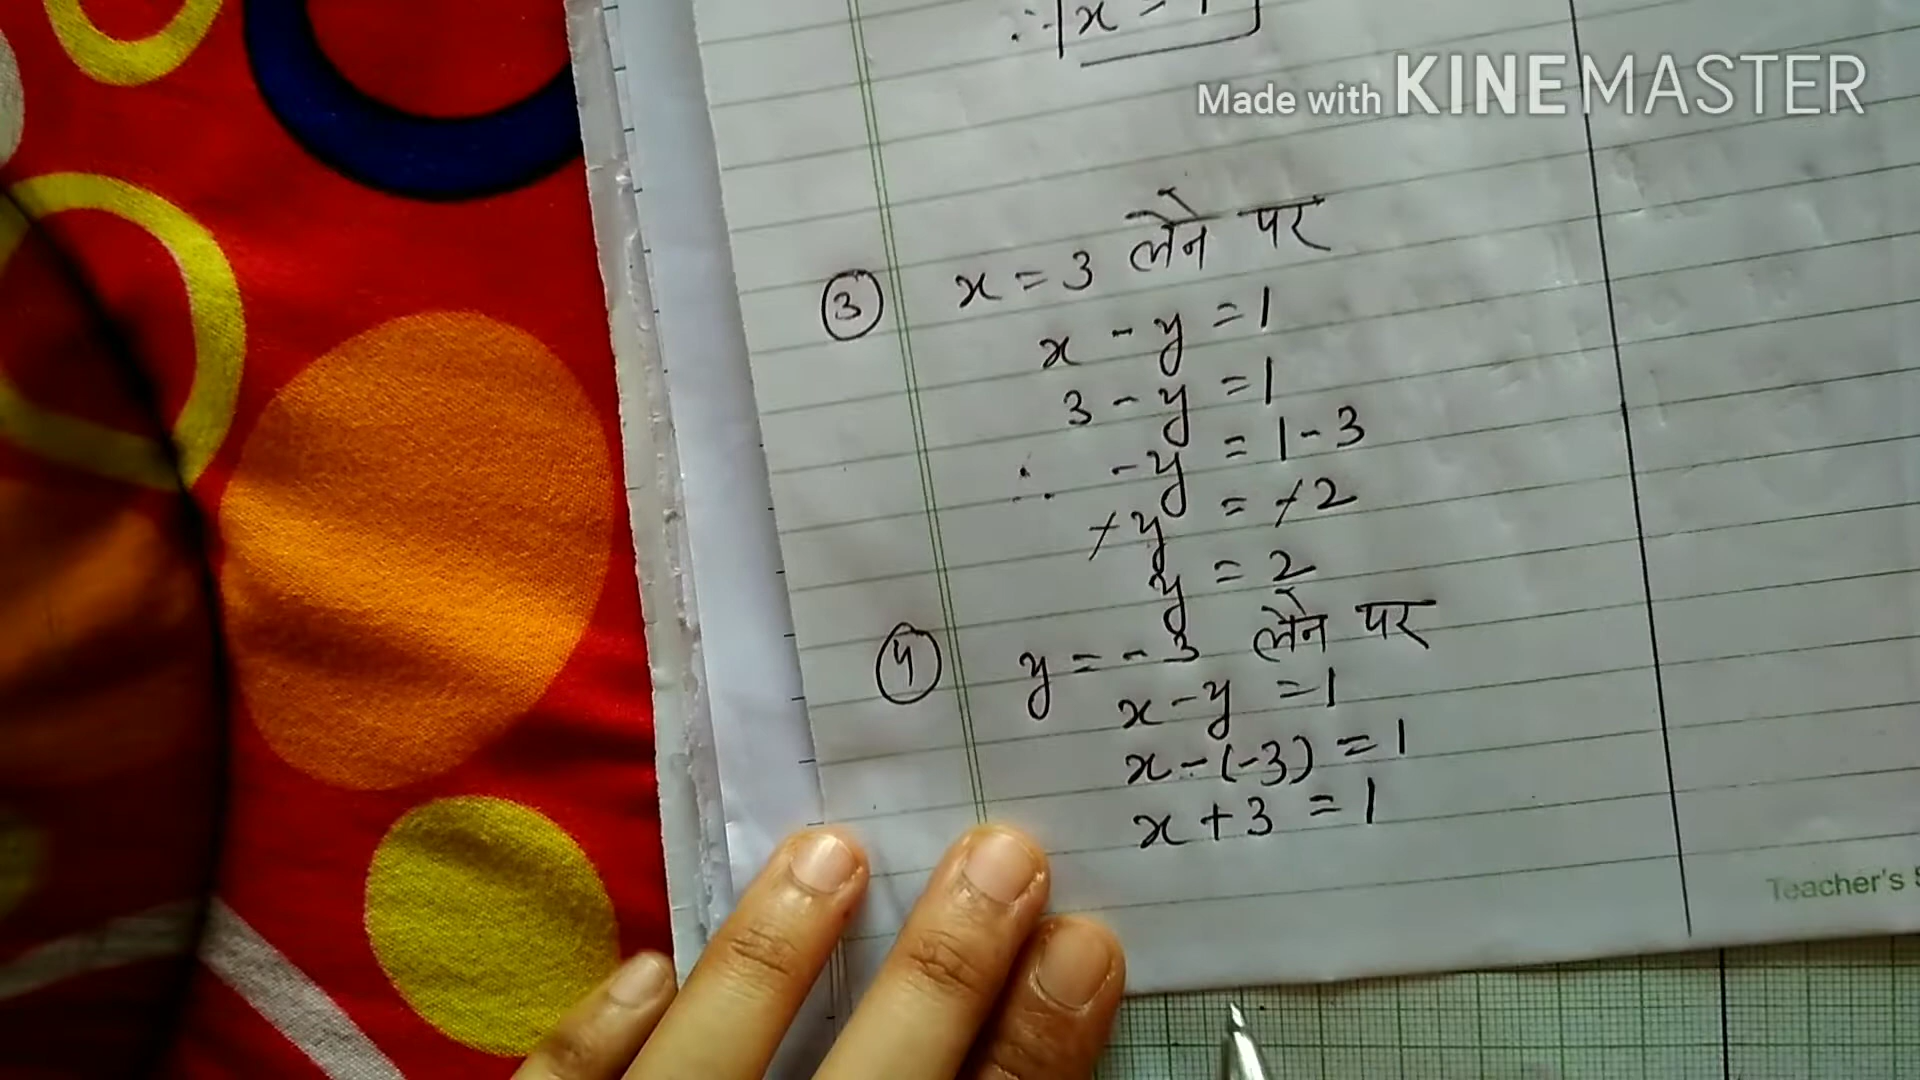 ∴ x = 1
Made with KINEMASTER
③ x = 3 लेने पर
x - y = 1
3 - y = 1
∴ -y = 1 - 3
-y = -2
y = 2
④ y = - 3 लेने पर
x - y = 1
x - (-3) = 1
x + 3 = 1
Teacher's